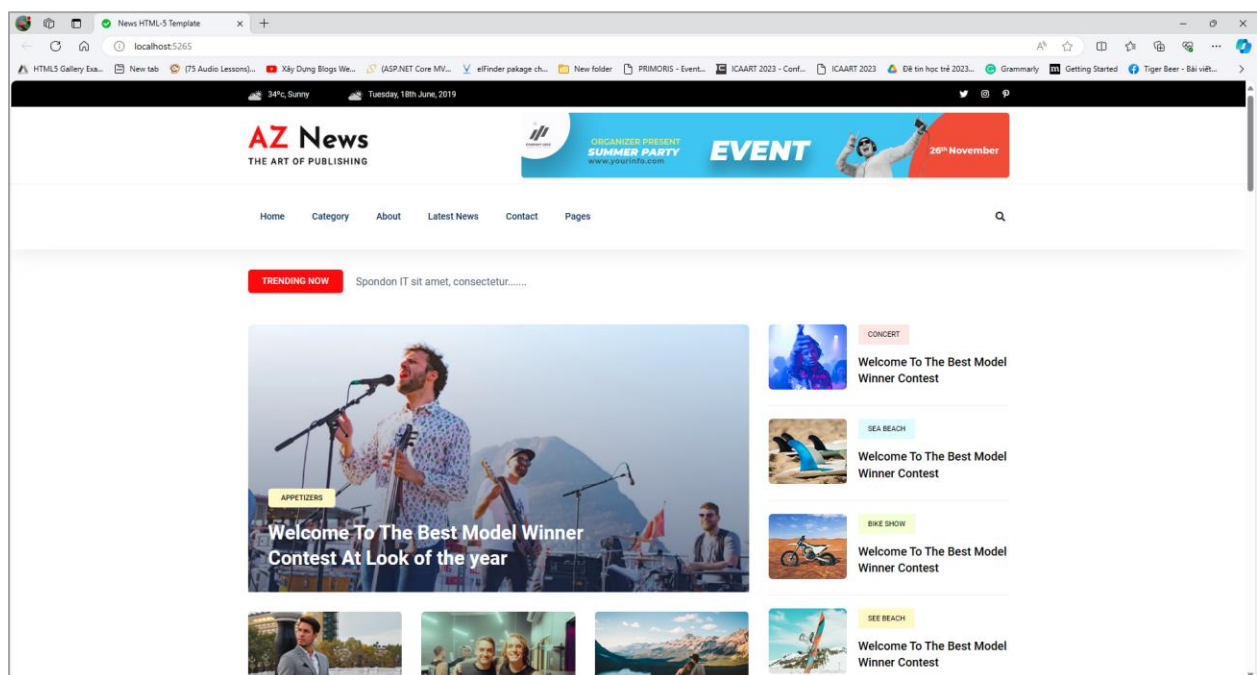 News HTML-5 Template
localhost:5265
HTML5 Gallery Exa... New tab (75 Audio Lessons)... Xây Dựng Blogs We... (ASP.NET Core MV... elFinder pakage ch... New folder PRIMORIS - Event... ICAART 2023 - Conf... ICAART 2023 Đề tin học trẻ 2023... Grammarly Getting Started Tiger Beer - Bài viết...
34ºc, Sunny Tuesday, 18th June, 2019
AZ News
THE ART OF PUBLISHING
ORGANIZER PRESENT
SUMMER PARTY
www.yourinfo.com
EVENT
26th November
Home Category About Latest News Contact Pages
TRENDING NOW Spondon IT sit amet, consectetur.......
APPETIZERS
Welcome To The Best Model Winner
Contest At Look of the year
CONCERT
Welcome To The Best Model
Winner Contest
SEA BEACH
Welcome To The Best Model
Winner Contest
BIKE SHOW
Welcome To The Best Model
Winner Contest
SEE BEACH
Welcome To The Best Model
Winner Contest